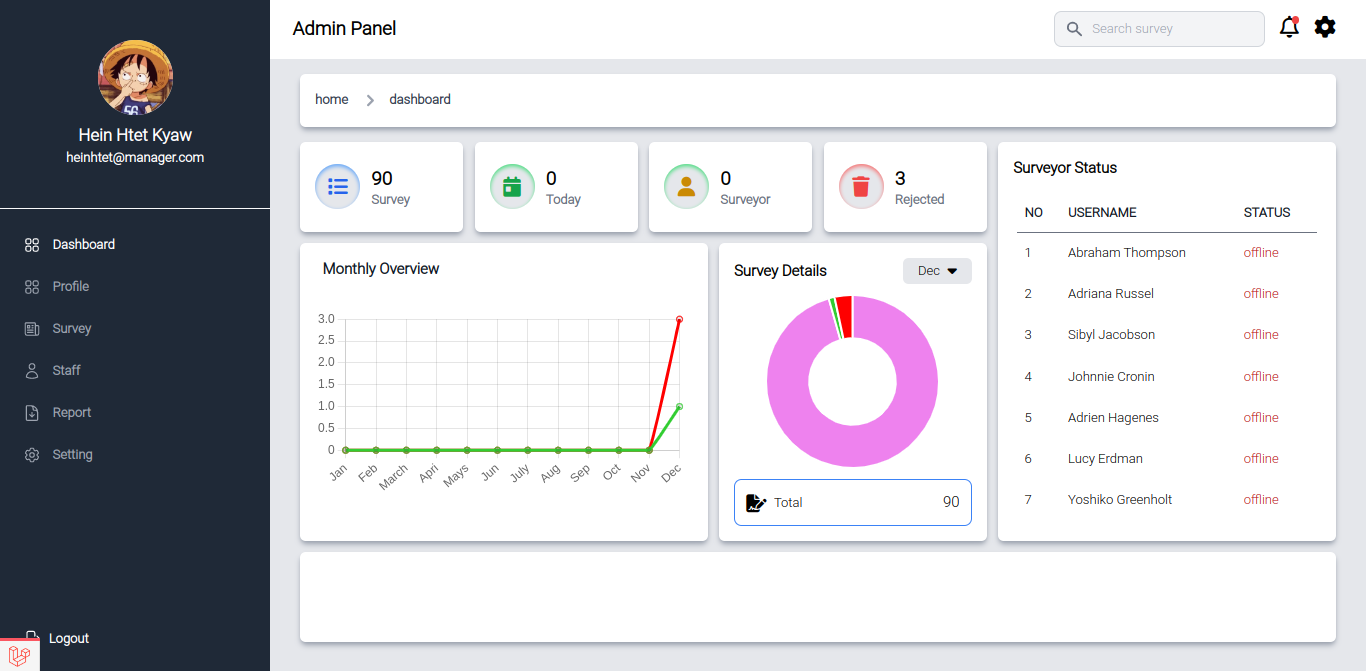 Admin Panel
Search survey
56
Hein Htet Kyaw
heinhtet@manager.com
Dashboard
Profile
Survey
Staff
Report
Setting
Logout
home
dashboard
90
Survey
0
Today
0
Surveyor
3
Rejected
Monthly Overview
3.0
2.5
2.0
1.5
1.0
0.5
0
Jan
Feb
March
Apri
Mays
Jun
July
Aug
Sep
Oct
Nov
Dec
Survey Details
Dec
Total
90
Surveyor Status
NO USERNAME STATUS
1 Abraham Thompson offline
2 Adriana Russel offline
3 Sibyl Jacobson offline
4 Johnnie Cronin offline
5 Adrien Hagenes offline
6 Lucy Erdman offline
7 Yoshiko Greenholt offline